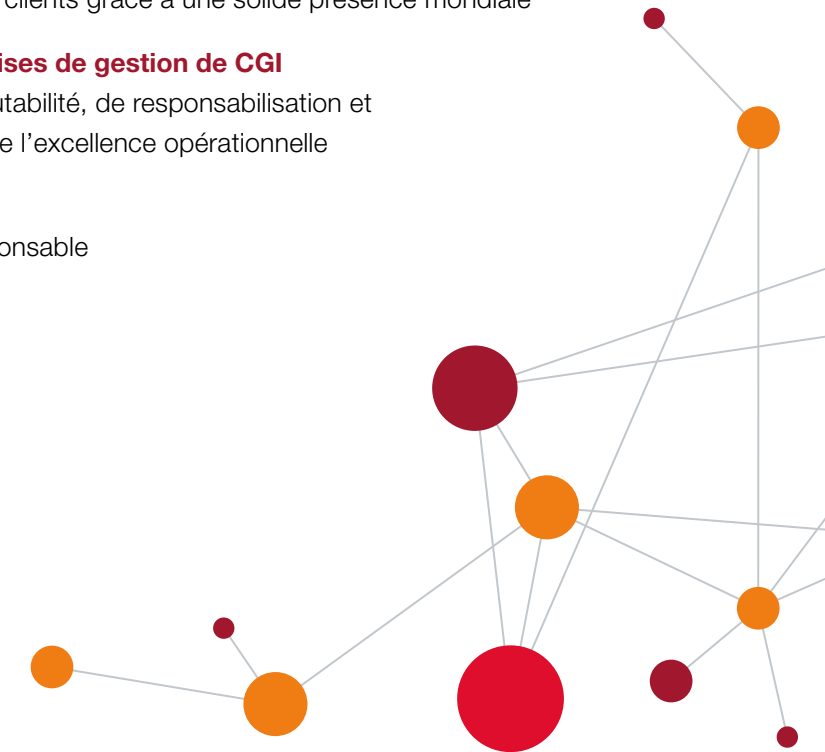 clients grâce à une solide présence mondiale
ises de gestion de CGI
utabilité, de responsabilisation et
e l'excellence opérationnelle
onsable